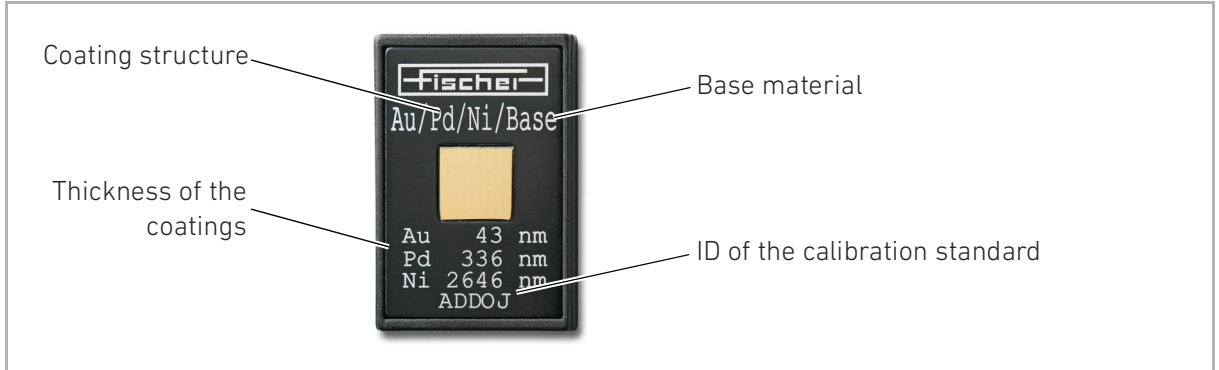 Coating structure
Base material
Thickness of the
coatings
ID of the calibration standard
Fischer
Au/Pd/Ni/Base
Au 43 nm
Pd 336 nm
Ni 2646 nm
ADDOJ